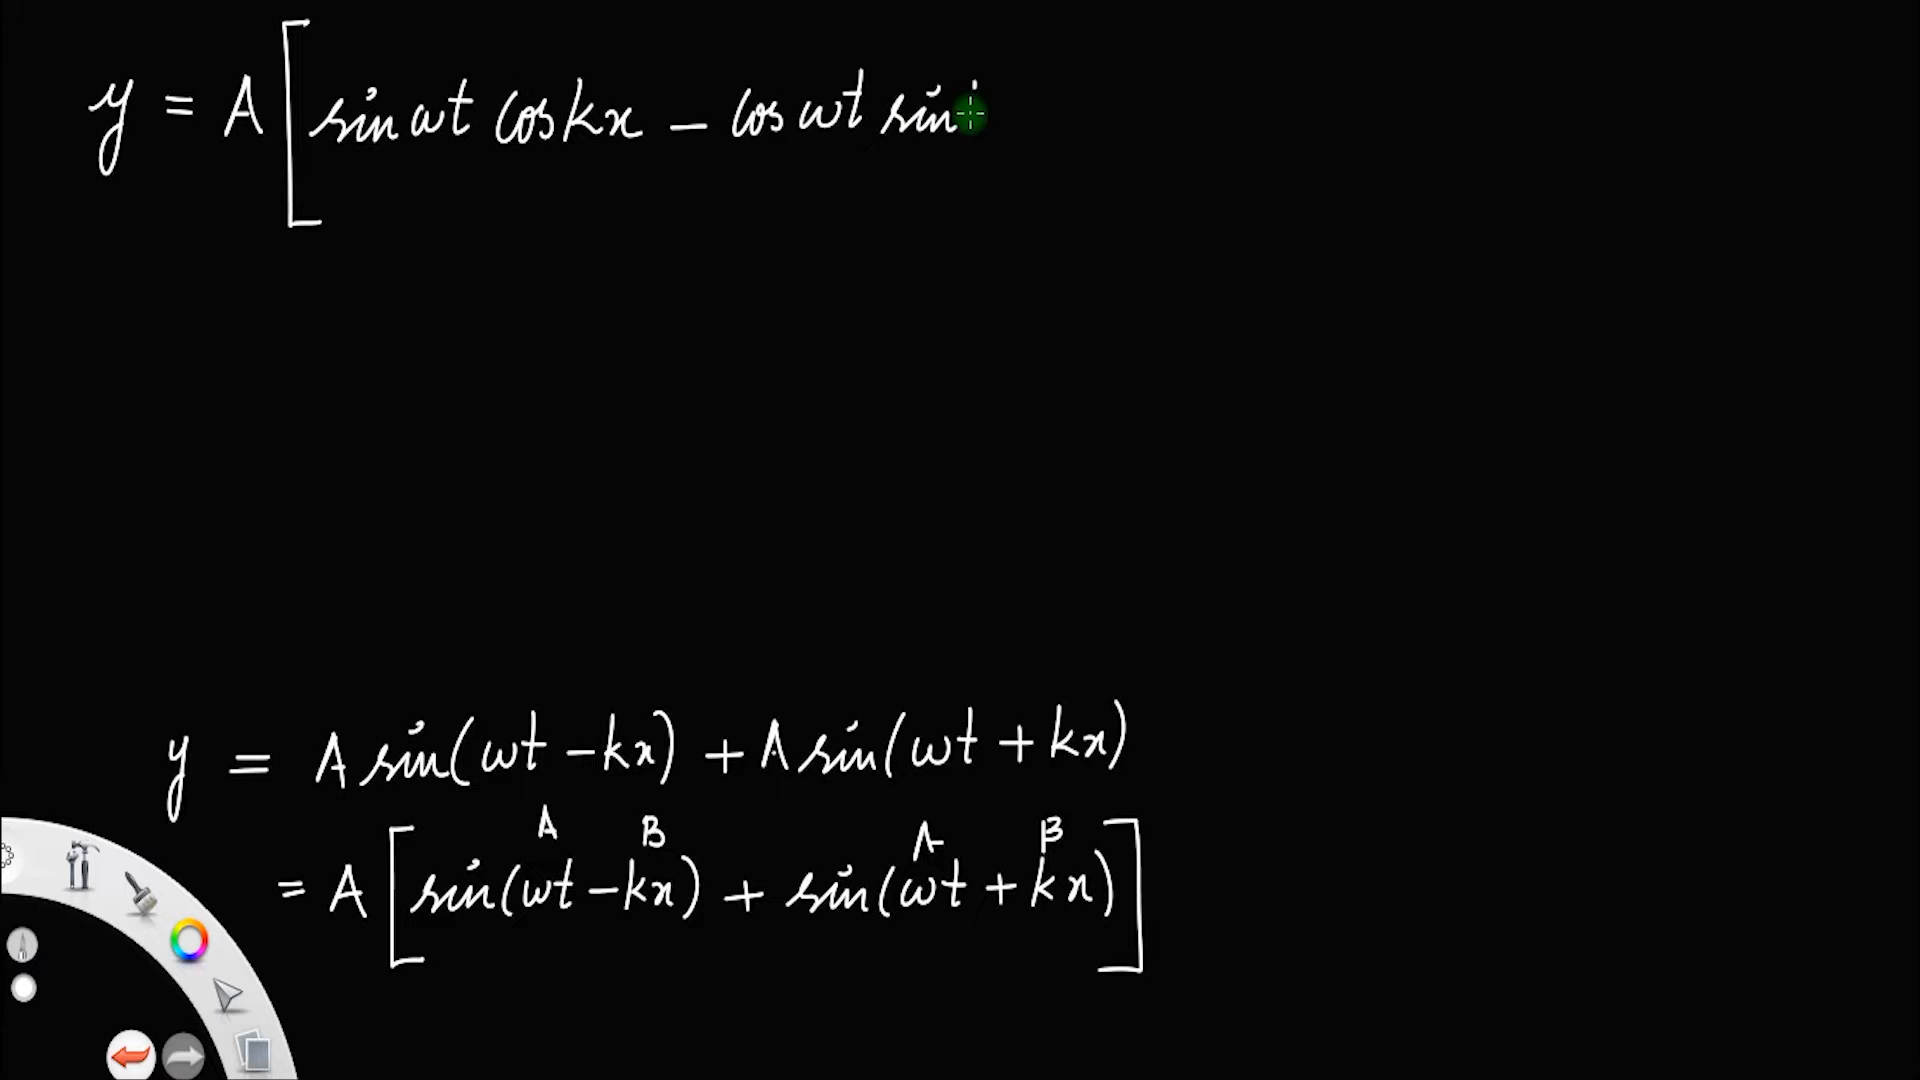 y = A [ sin ωt cos kx − cos ωt sin
y = A sin(ωt − kx) + A sin(ωt + kx)
A B A B
= A [ sin(ωt − kx) + sin(ωt + kx) ]